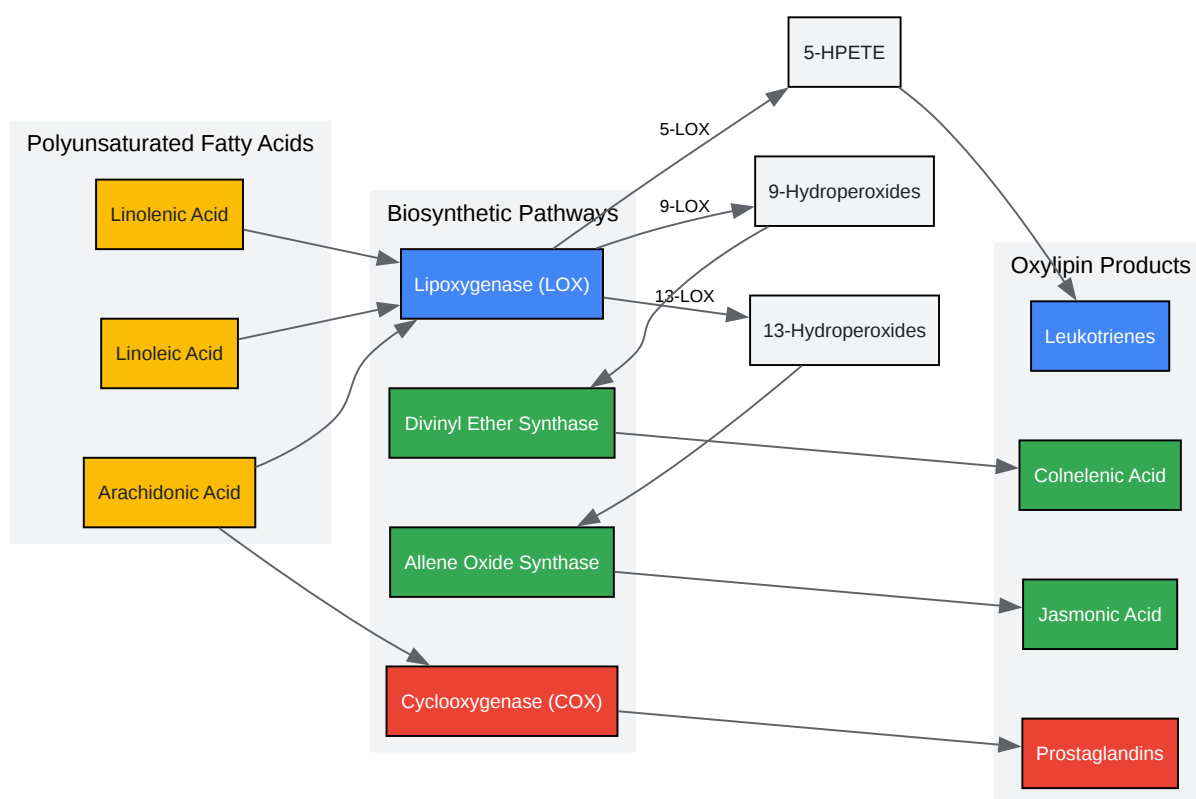 5-HPETE
5-LOX
Polyunsaturated Fatty Acids
9-Hydroperoxides
Linolenic Acid
Biosynthetic Pathways
9-LOX
Oxylipin Products
Lipoxygenase (LOX)
13-LOX
13-Hydroperoxides
Leukotrienes
Linoleic Acid
Divinyl Ether Synthase
Colnelenic Acid
Arachidonic Acid
Allene Oxide Synthase
Jasmonic Acid
Cyclooxygenase (COX)
Prostaglandins